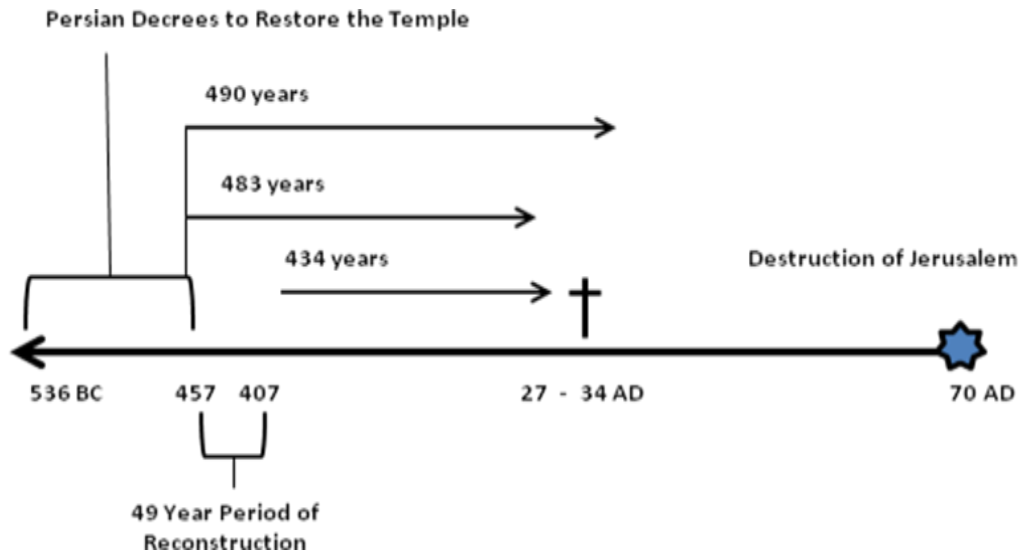 Persian Decrees to Restore the Temple
490 years
483 years
434 years
Destruction of Jerusalem
536 BC 457 407 27 - 34 AD 70 AD
49 Year Period of
Reconstruction